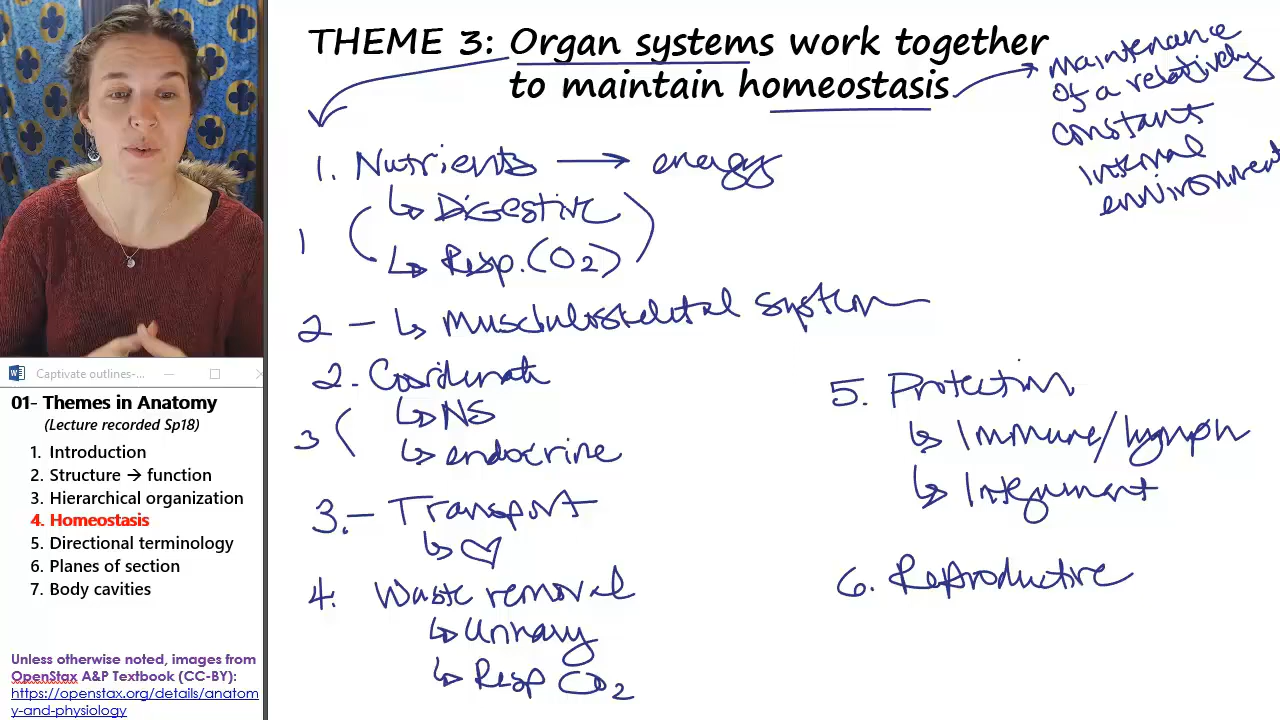 THEME 3: Organ systems work together
to maintain homeostasis
maintenance
of a relatively
constant
internal
environment
1. Nutrients → energy
↳ Digestive
1
↳ Resp. (O2)
2 - ↳ Musculoskeletal system
2. Coordinate
↳ NS
3
↳ endocrine
3. - Transport
↳ ♡
4. Waste removal
↳ Urinary
↳ Resp CO2
5. Protection
↳ Immune/lymph
↳ Integument
6. Reproductive
Captivate outlines-...
01- Themes in Anatomy
(Lecture recorded Sp18)
1. Introduction
2. Structure → function
3. Hierarchical organization
4. Homeostasis
5. Directional terminology
6. Planes of section
7. Body cavities
Unless otherwise noted, images from
OpenStax A&P Textbook (CC-BY):
https://openstax.org/details/anatom
y-and-physiology